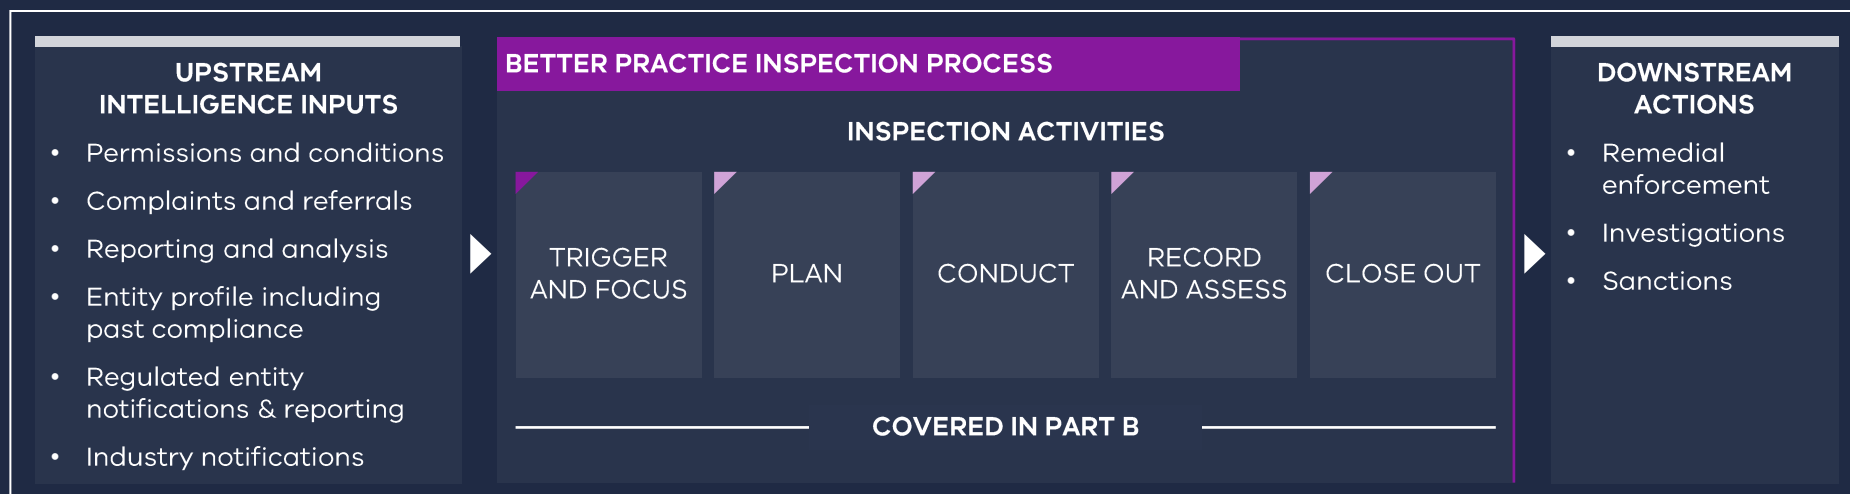 UPSTREAM
INTELLIGENCE INPUTS
• Permissions and conditions
• Complaints and referrals
• Reporting and analysis
• Entity profile including
past compliance
• Regulated entity
notifications & reporting
• Industry notifications
BETTER PRACTICE INSPECTION PROCESS
INSPECTION ACTIVITIES
TRIGGER
AND FOCUS
PLAN
CONDUCT
RECORD
AND ASSESS
CLOSE OUT
COVERED IN PART B
DOWNSTREAM
ACTIONS
• Remedial
enforcement
• Investigations
• Sanctions